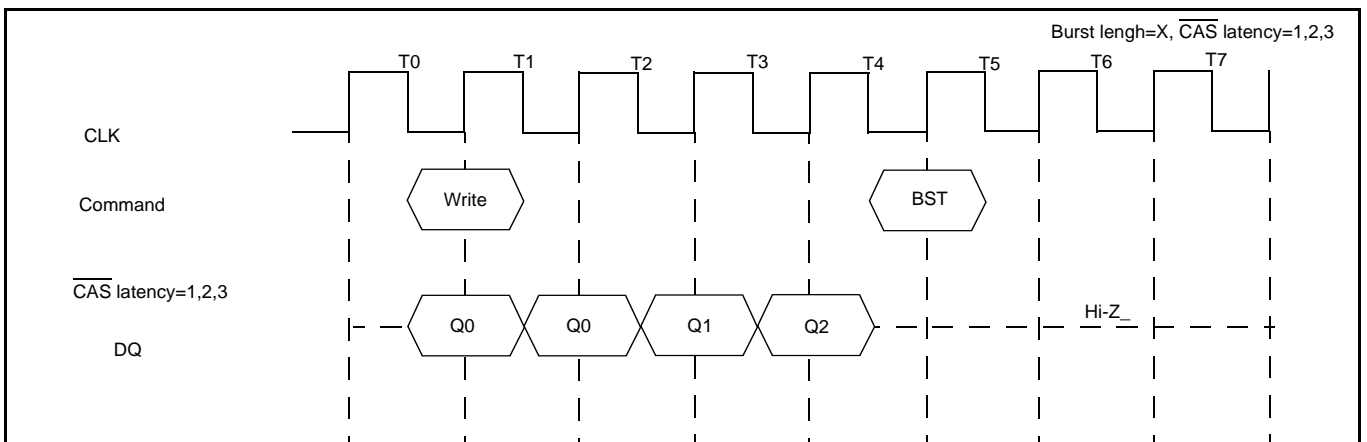 Burst lengh=X, CAS latency=1,2,3
T0 T1 T2 T3 T4 T5 T6 T7
CLK
Command Write BST
CAS latency=1,2,3
Q0 Q0 Q1 Q2 Hi-Z_
DQ